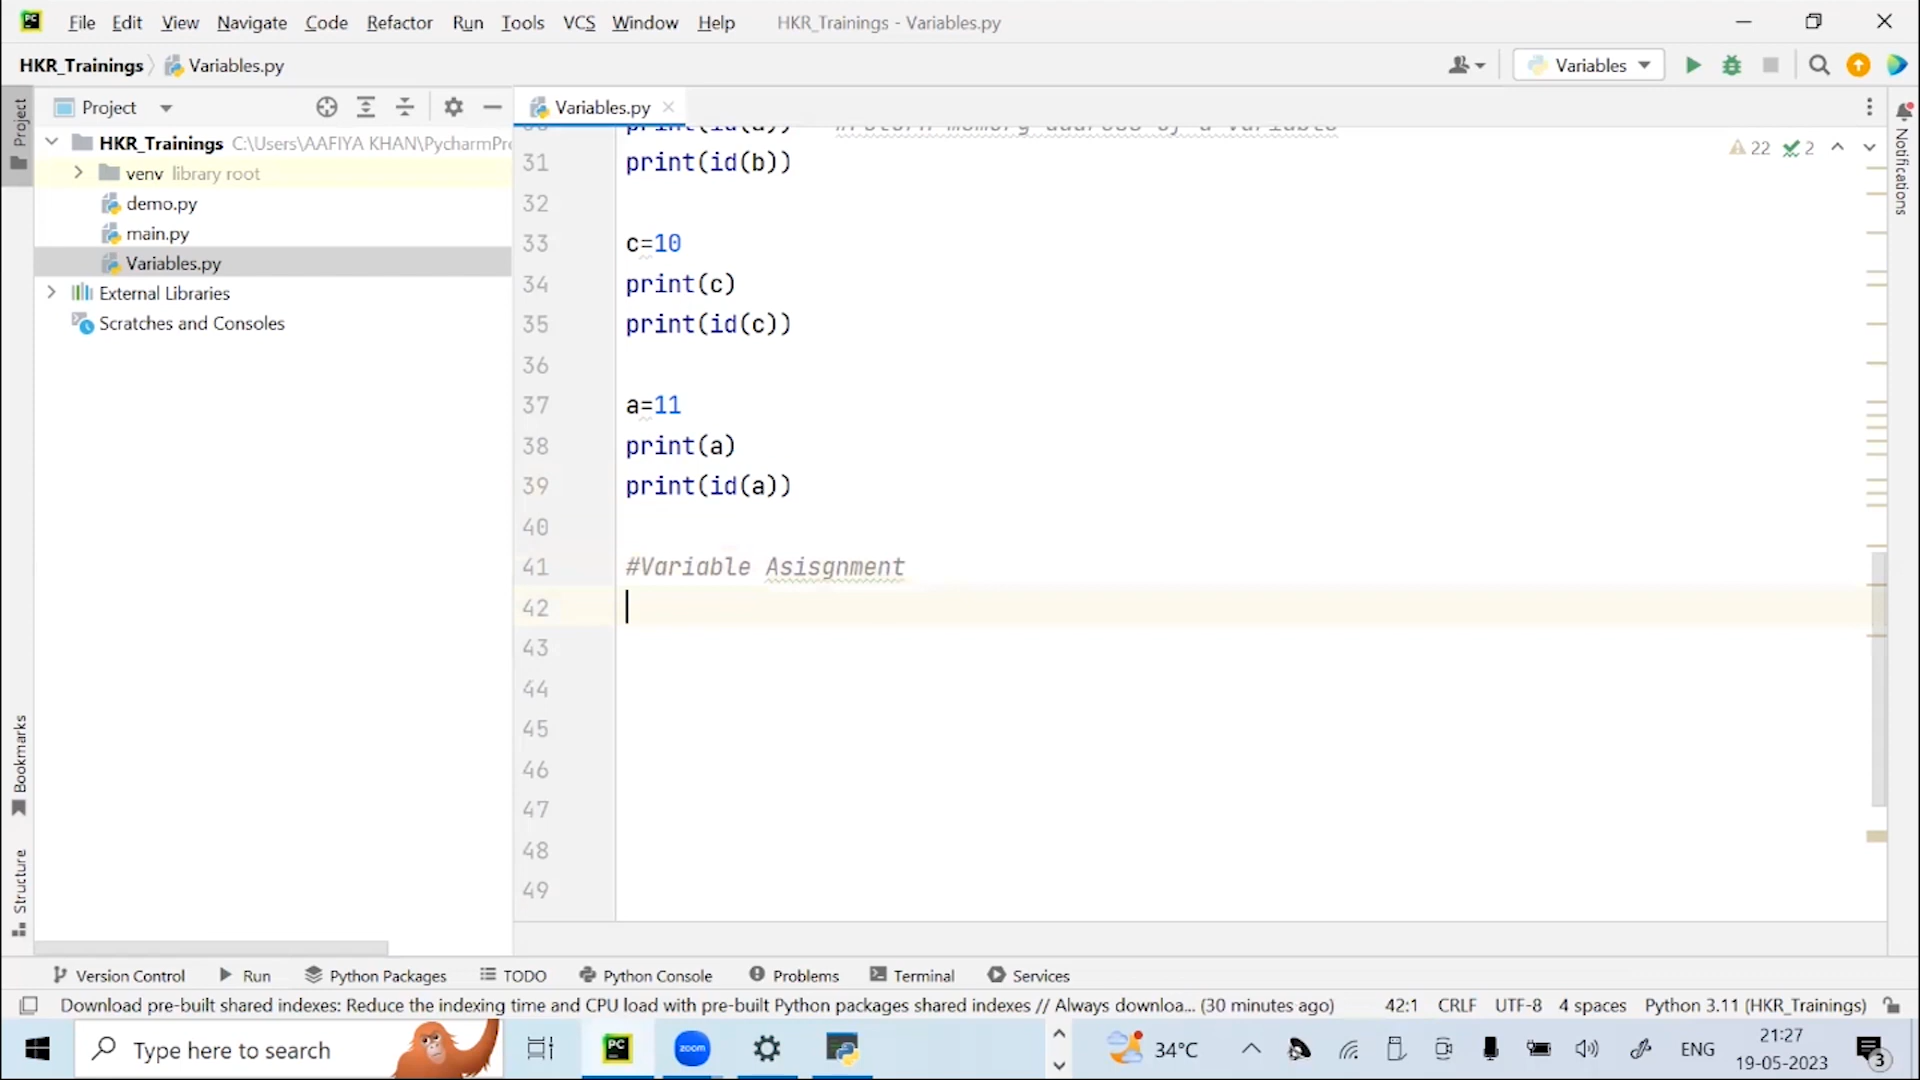 PC File Edit View Navigate Code Refactor Run Tools VCS Window Help HKR_Trainings - Variables.py
HKR_Trainings Variables.py Variables
Project Variables.py
Project
HKR_Trainings C:\Users\AAFIYA KHAN\PycharmPr
venv library root
demo.py
main.py
Variables.py
External Libraries
Scratches and Consoles
Bookmarks
Structure
22 2
31 print(id(b))
32
33 c=10
34 print(c)
35 print(id(c))
36
37 a=11
38 print(a)
39 print(id(a))
40
41 #Variable Asisgnment
42
43
44
45
46
47
48
49
Notifications
Version Control Run Python Packages TODO Python Console Problems Terminal Services
Download pre-built shared indexes: Reduce the indexing time and CPU load with pre-built Python packages shared indexes // Always downloa... (30 minutes ago) 42:1 CRLF UTF-8 4 spaces Python 3.11 (HKR_Trainings)
Type here to search PC zoom 34°C ENG 21:27
19-05-2023 3